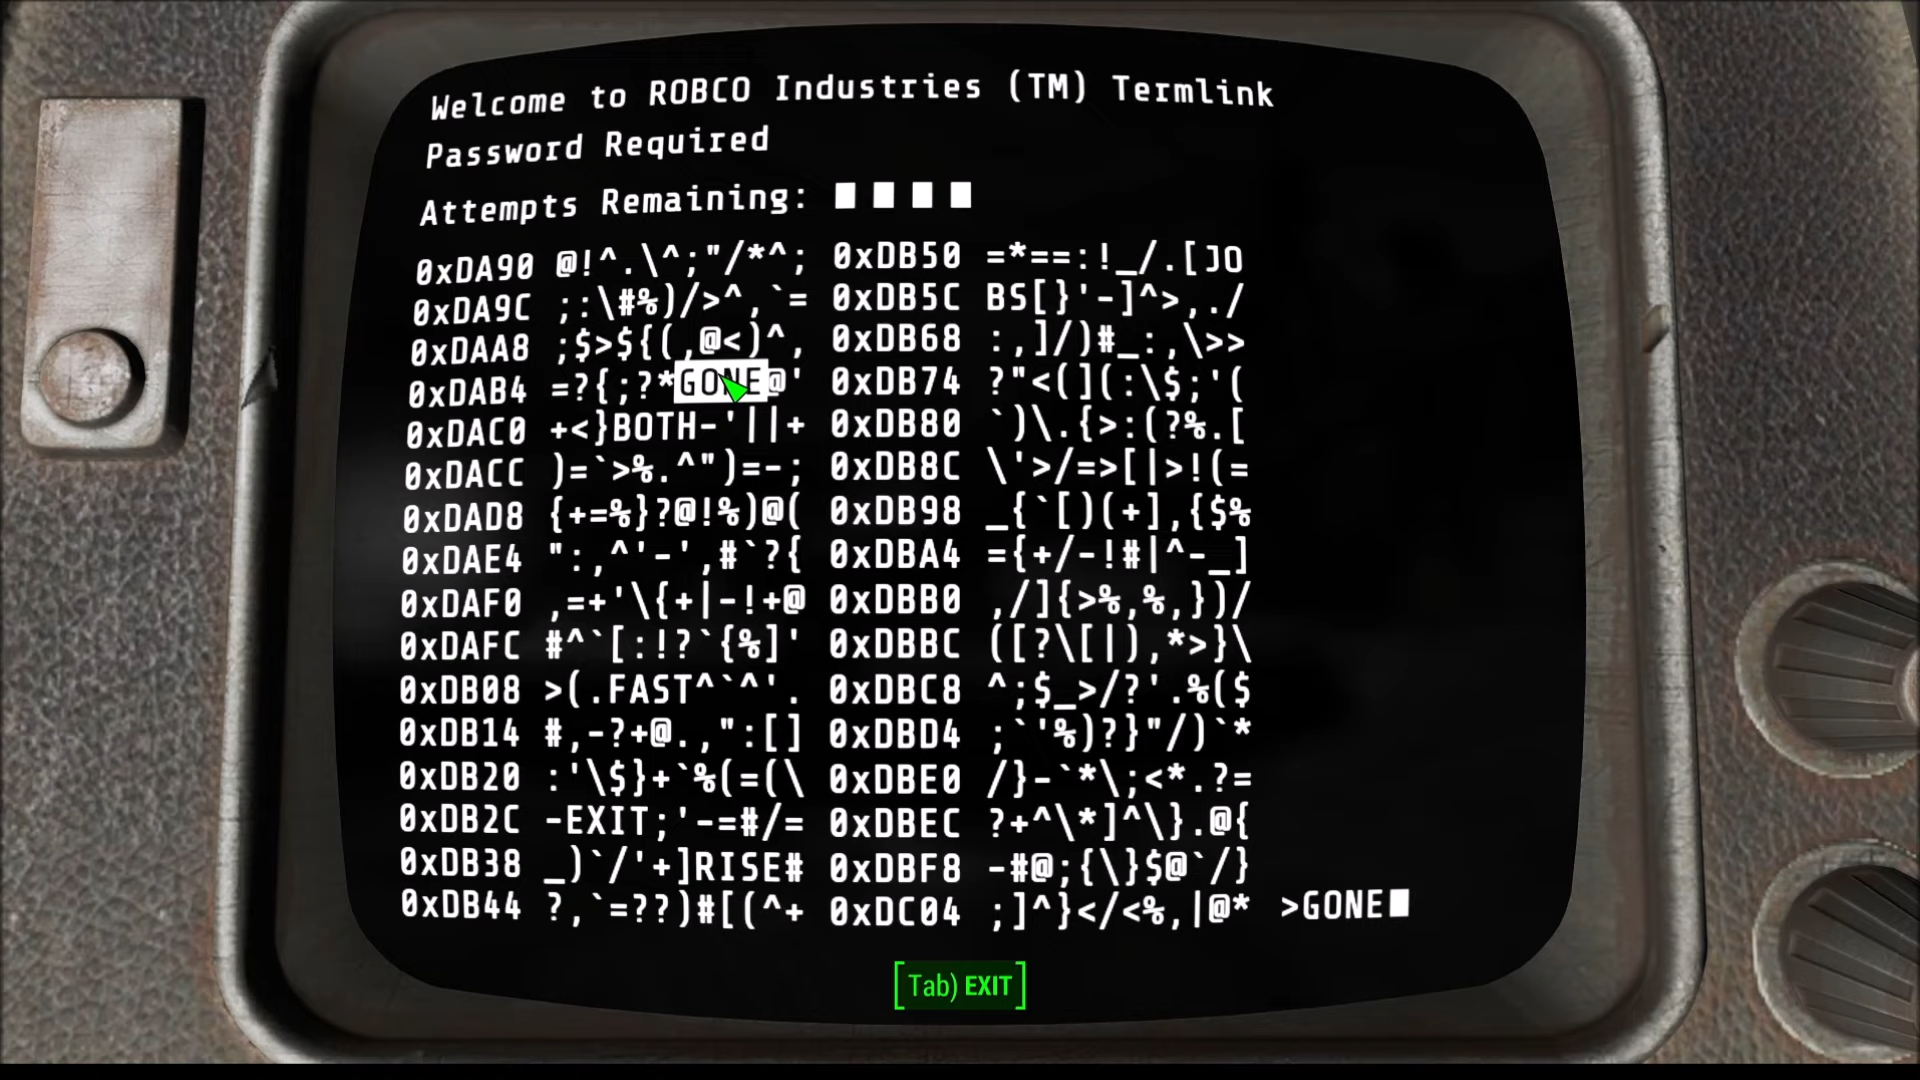 Welcome to ROBCO Industries (TM) Termlink
Password Required
Attempts Remaining: ■ ■ ■ ■
0xDA90 @!^.\^;"/*^; 0xDB50 =*==:!_/.[JO
0xDA9C ;:\#%)/>^,`= 0xDB5C BS[}'-]^>,./
0xDAA8 ;$>${(,@<)^, 0xDB68 :,]/)#_:,\>>
0xDAB4 =?{;?*GONE@' 0xDB74 ?"<(](:\$;'(
0xDAC0 +<}BOTH-'||+ 0xDB80 `)\.{>:(?%.[
0xDACC )=`>%.^")=-; 0xDB8C \'>/=>[|>!(=
0xDAD8 {+=%}?@!%)@( 0xDB98 _{`[)(+],{$%
0xDAE4 ":,^'-',#`?{ 0xDBA4 ={+/-!#|^-_]
0xDAF0 ,=+'\{+|-!+@ 0xDBB0 ,/]{>%,%,})/
0xDAFC #^`[:!?`{%]' 0xDBBC ([?\[|),*>}\
0xDB08 >(.FAST^`^'. 0xDBC8 ^;$_>/?'.%($
0xDB14 #,-?+@.,":[] 0xDBD4 ;`'%)?}"/)`*
0xDB20 :'\$}+`%(=(\ 0xDBE0 /}-`*\;<*.?=
0xDB2C -EXIT;'-=#/= 0xDBEC ?+^\*]^\}.@{
0xDB38 _)`/'+]RISE# 0xDBF8 -#@;{\}$@`/}
0xDB44 ?,`=??)#[(^+ 0xDC04 ;]^}</<%,|@* >GONE■
[Tab) EXIT]